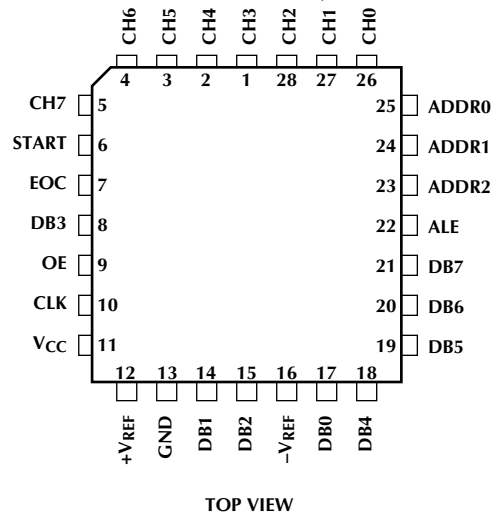 CH6 CH5 CH4 CH3 CH2 CH1 CH0
4 3 2 1 28 27 26
CH7 5 25 ADDR0
START 6 24 ADDR1
EOC 7 23 ADDR2
DB3 8 22 ALE
OE 9 21 DB7
CLK 10 20 DB6
VCC 11 19 DB5
12 13 14 15 16 17 18
+VREF GND DB1 DB2 –VREF DB0 DB4
TOP VIEW